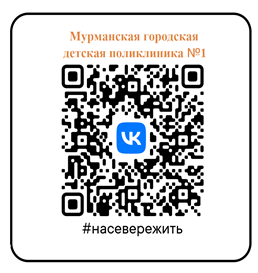 Мурманская городская
детская поликлиника №1
#насевережить